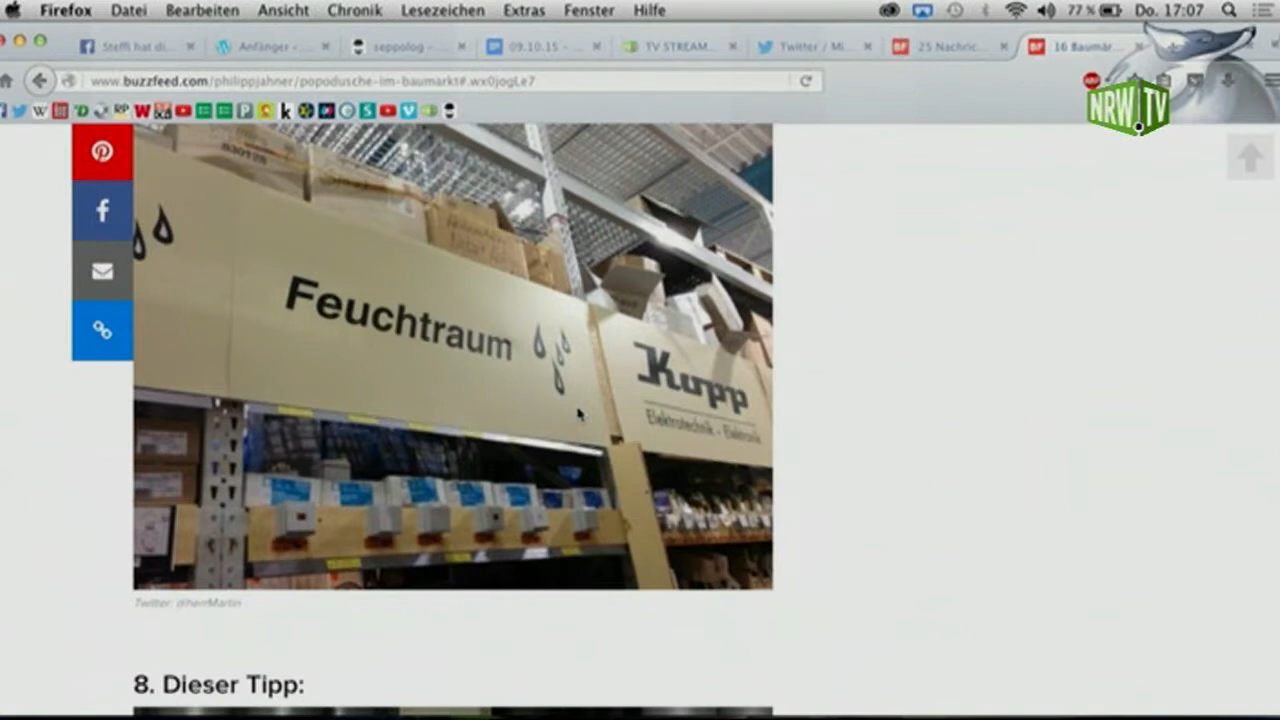 Firefox Datei Bearbeiten Ansicht Chronik Lesezeichen Extras Fenster Hilfe 77 % Do. 17:07
Steffi hat di... Anfänger ‹... seppolog –... 09.10.15 – ... TV STREAM... Twitter / Mi... 25 Nachric... 16 Baumär...
www.buzzfeed.com/philippjahner/popodusche-im-baumarkt#.wx0jogLe7
NRW.TV
Feuchtraum
Kopp
Elektrotechnik - Elektronik
Twitter: @herrMartin
8. Dieser Tipp: